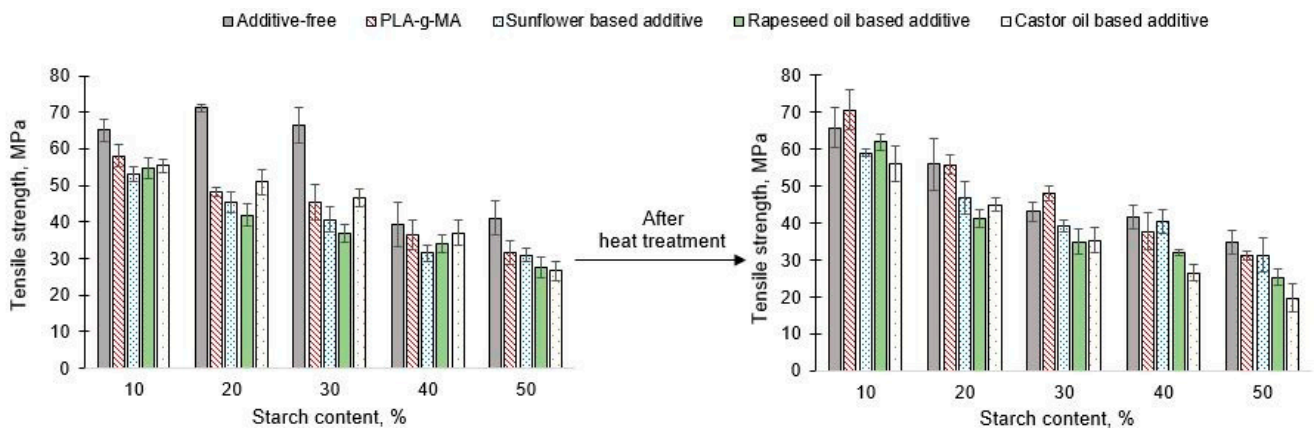 Additive-free PLA-g-MA Sunflower based additive Rapeseed oil based additive Castor oil based additive
Tensile strength, MPa
80
70
60
50
40
30
20
10
0
10 20 30 40 50
Starch content, %
After
heat treatment
Tensile strength, MPa
80
70
60
50
40
30
20
10
0
10 20 30 40 50
Starch content, %